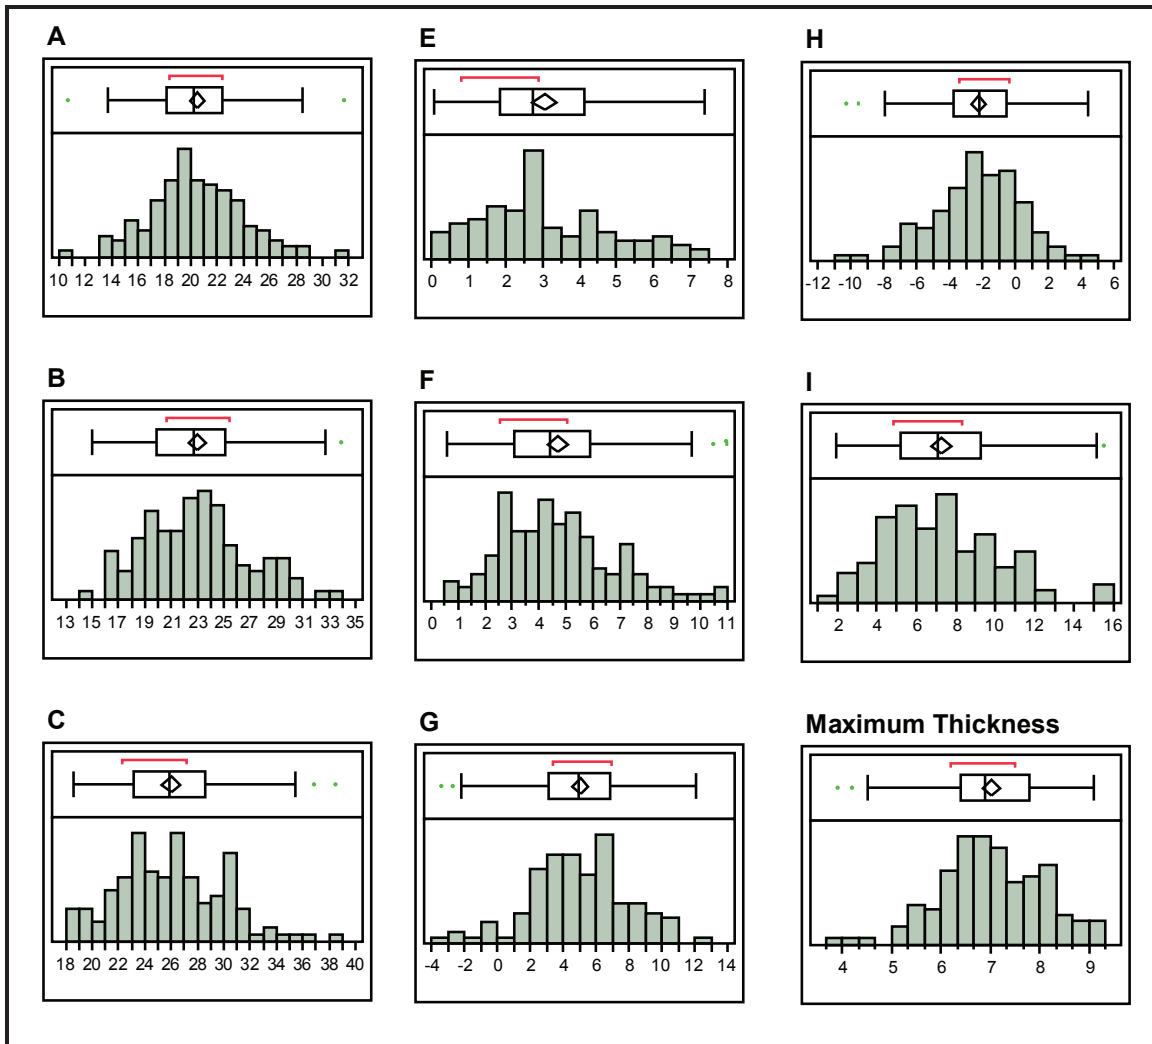 A
E
H
10 12 14 16 18 20 22 24 26 28 30 32
0 1 2 3 4 5 6 7 8
-12 -10 -8 -6 -4 -2 0 2 4 6
B
F
I
13 15 17 19 21 23 25 27 29 31 33 35
0 1 2 3 4 5 6 7 8 9 10 11
2 4 6 8 10 12 14 16
C
G
Maximum Thickness
18 20 22 24 26 28 30 32 34 36 38 40
-4 -2 0 2 4 6 8 10 12 14
4 5 6 7 8 9